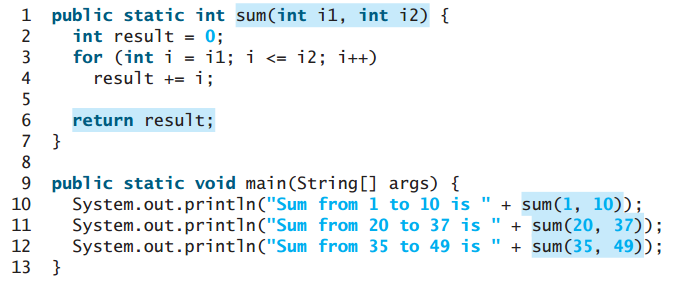 1 public static int sum(int i1, int i2) {
2 int result = 0;
3 for (int i = i1; i <= i2; i++)
4 result += i;
5
6 return result;
7 }
8
9 public static void main(String[] args) {
10 System.out.println("Sum from 1 to 10 is " + sum(1, 10));
11 System.out.println("Sum from 20 to 37 is " + sum(20, 37));
12 System.out.println("Sum from 35 to 49 is " + sum(35, 49));
13 }